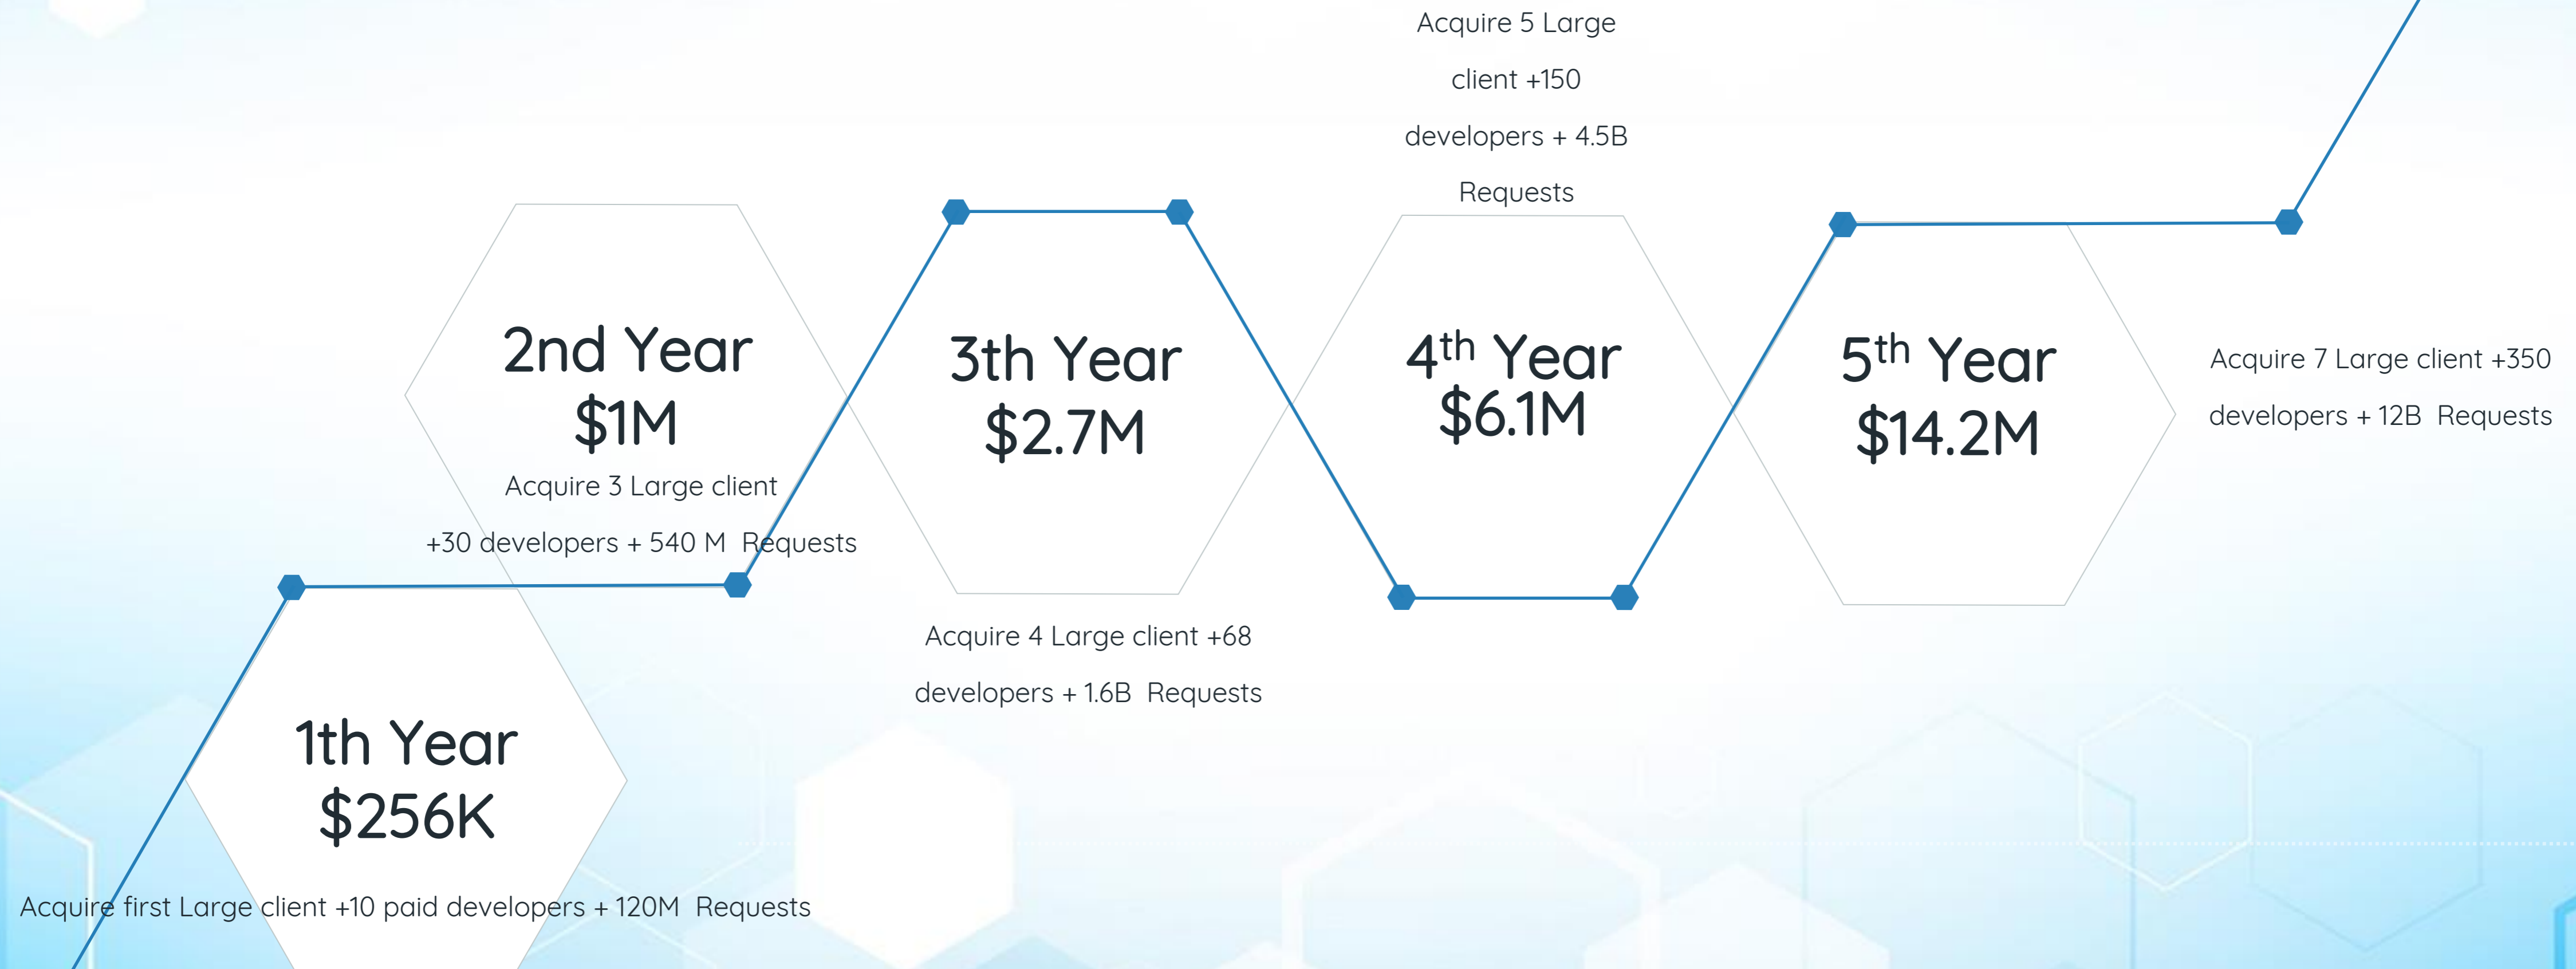 1th Year
$256K
Acquire first Large client +10 paid developers + 120M Requests
2nd Year
$1M
Acquire 3 Large client
+30 developers + 540 M Requests
3th Year
$2.7M
Acquire 4 Large client +68
developers + 1.6B Requests
Acquire 5 Large
client +150
developers + 4.5B
Requests
4th Year
$6.1M
5th Year
$14.2M
Acquire 7 Large client +350
developers + 12B Requests